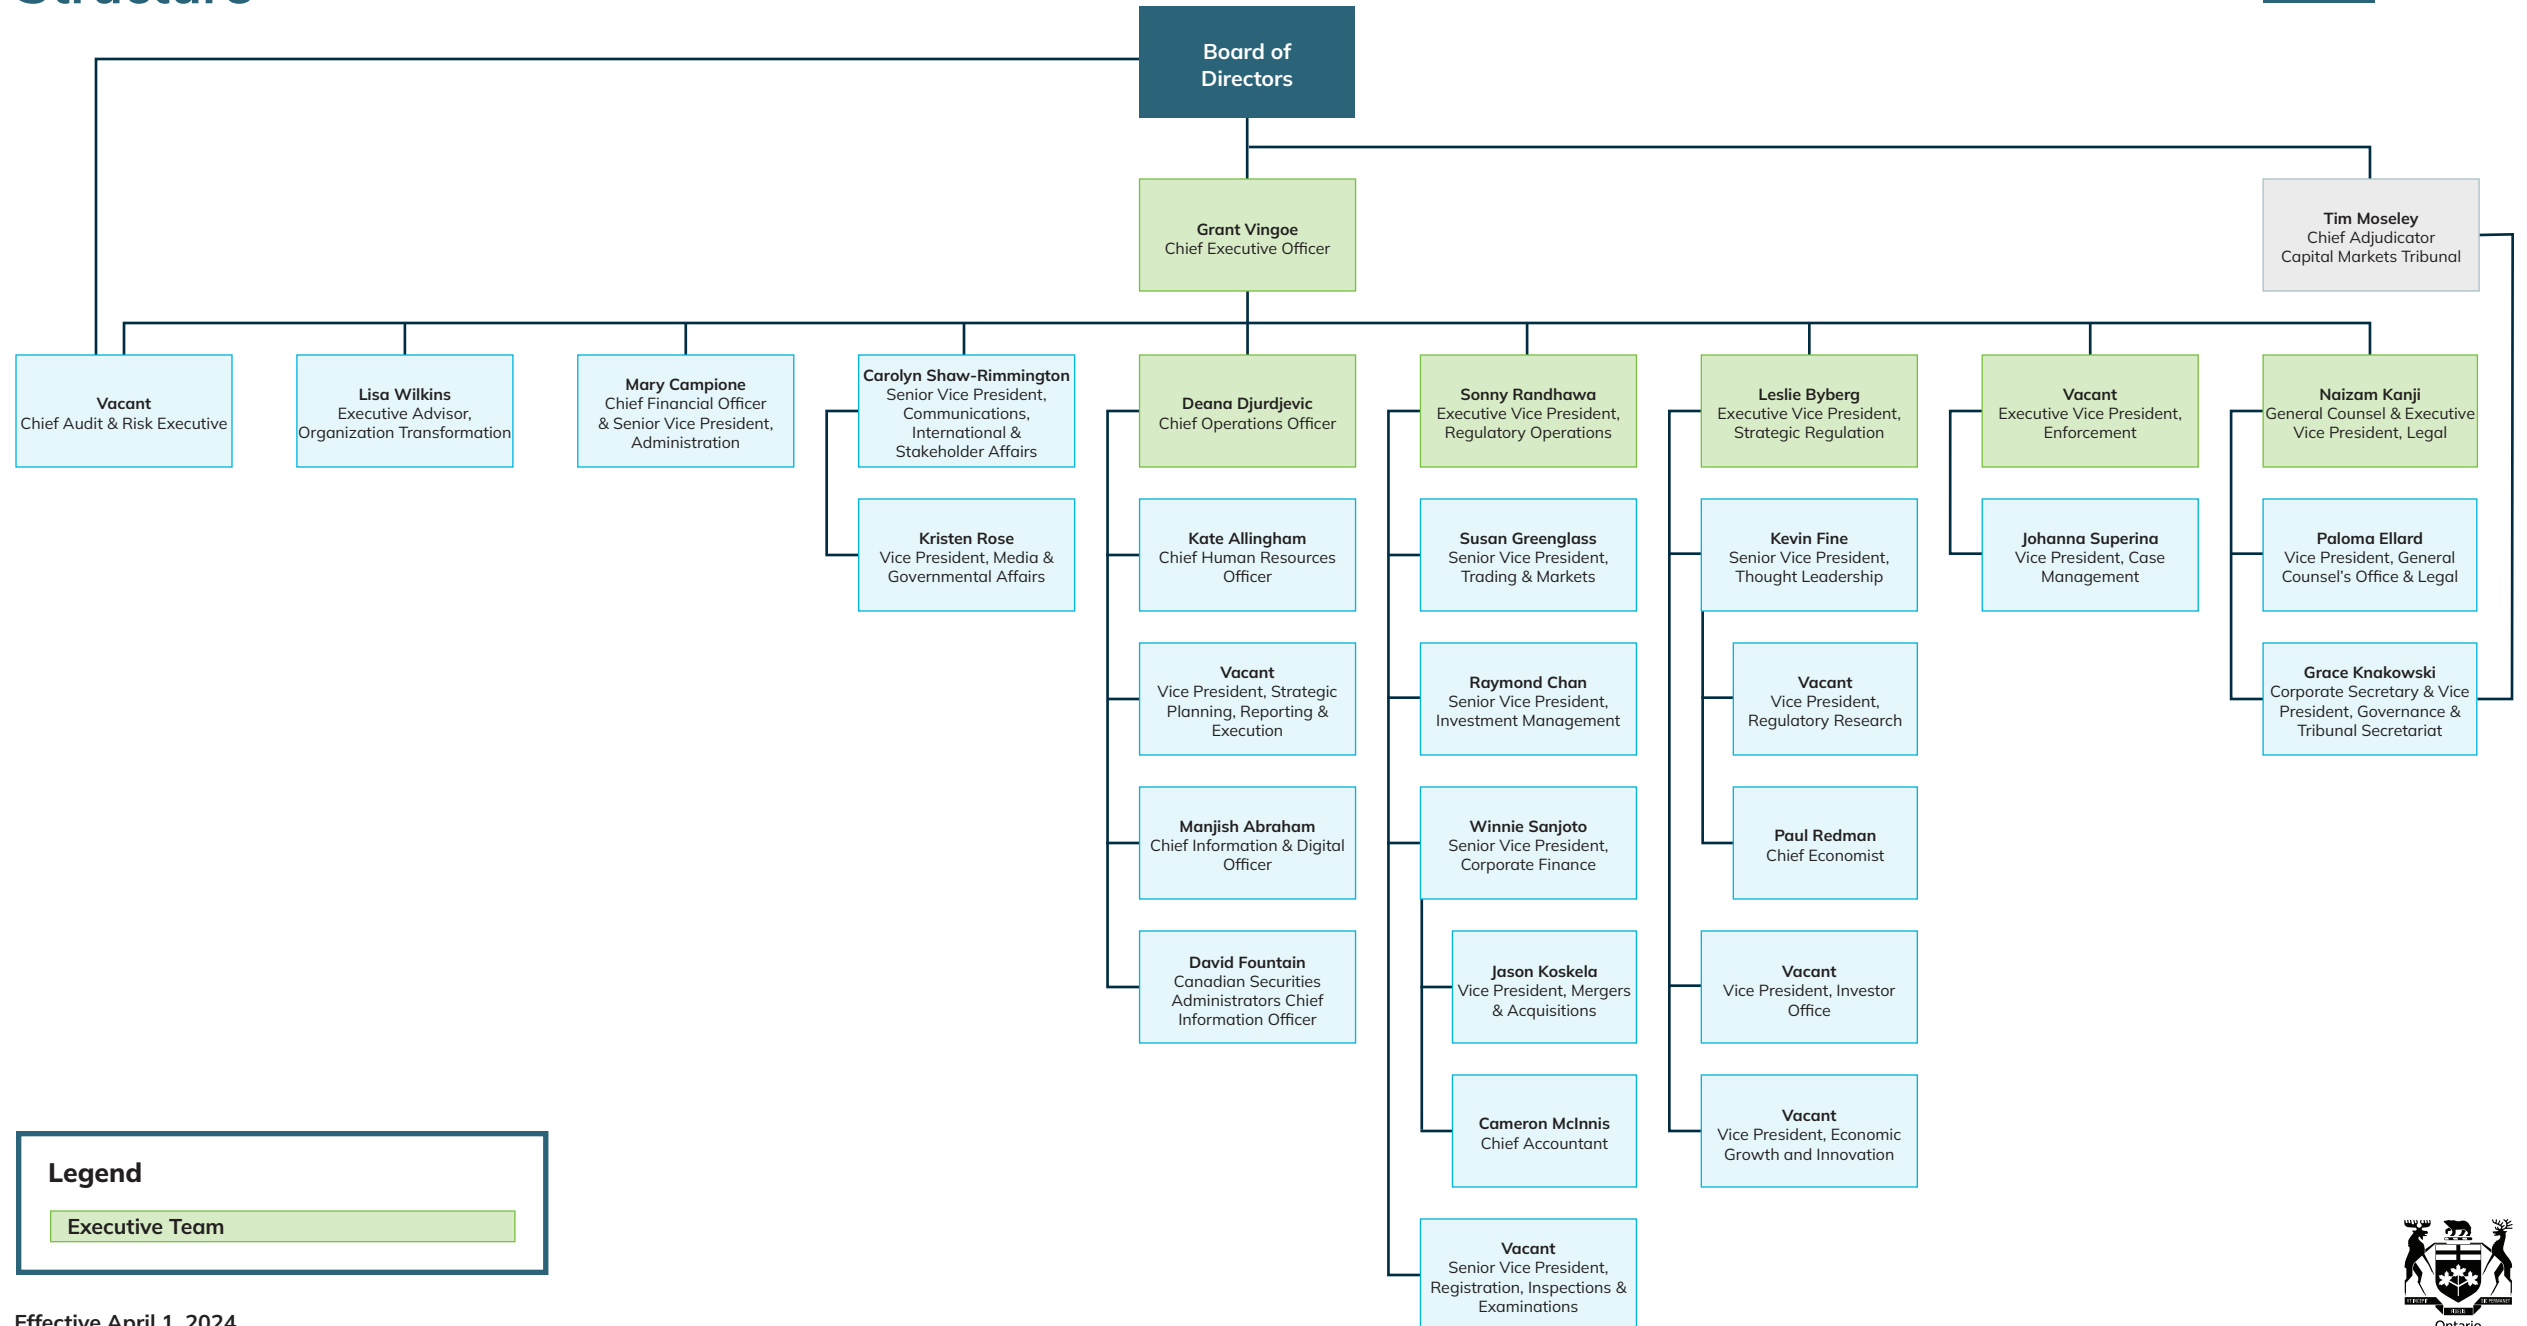 Structure
Board of
Directors
Grant Vingoe
Chief Executive Officer
Tim Moseley
Chief Adjudicator
Capital Markets Tribunal
Vacant
Chief Audit & Risk Executive
Lisa Wilkins
Executive Advisor,
Organization Transformation
Mary Campione
Chief Financial Officer
& Senior Vice President,
Administration
Carolyn Shaw-Rimmington
Senior Vice President,
Communications,
International &
Stakeholder Affairs
Kristen Rose
Vice President, Media &
Governmental Affairs
Deana Djurdjevic
Chief Operations Officer
Kate Allingham
Chief Human Resources
Officer
Vacant
Vice President, Strategic
Planning, Reporting &
Execution
Manjish Abraham
Chief Information & Digital
Officer
David Fountain
Canadian Securities
Administrators Chief
Information Officer
Sonny Randhawa
Executive Vice President,
Regulatory Operations
Susan Greenglass
Senior Vice President,
Trading & Markets
Raymond Chan
Senior Vice President,
Investment Management
Winnie Sanjoto
Senior Vice President,
Corporate Finance
Jason Koskela
Vice President, Mergers
& Acquisitions
Cameron McInnis
Chief Accountant
Vacant
Senior Vice President,
Registration, Inspections &
Examinations
Leslie Byberg
Executive Vice President,
Strategic Regulation
Kevin Fine
Senior Vice President,
Thought Leadership
Vacant
Vice President,
Regulatory Research
Paul Redman
Chief Economist
Vacant
Vice President, Investor
Office
Vacant
Vice President, Economic
Growth and Innovation
Vacant
Executive Vice President,
Enforcement
Johanna Superina
Vice President, Case
Management
Naizam Kanji
General Counsel & Executive
Vice President, Legal
Paloma Ellard
Vice President, General
Counsel’s Office & Legal
Grace Knakowski
Corporate Secretary & Vice
President, Governance &
Tribunal Secretariat
Legend
Executive Team
Effective April 1, 2024
Ontario